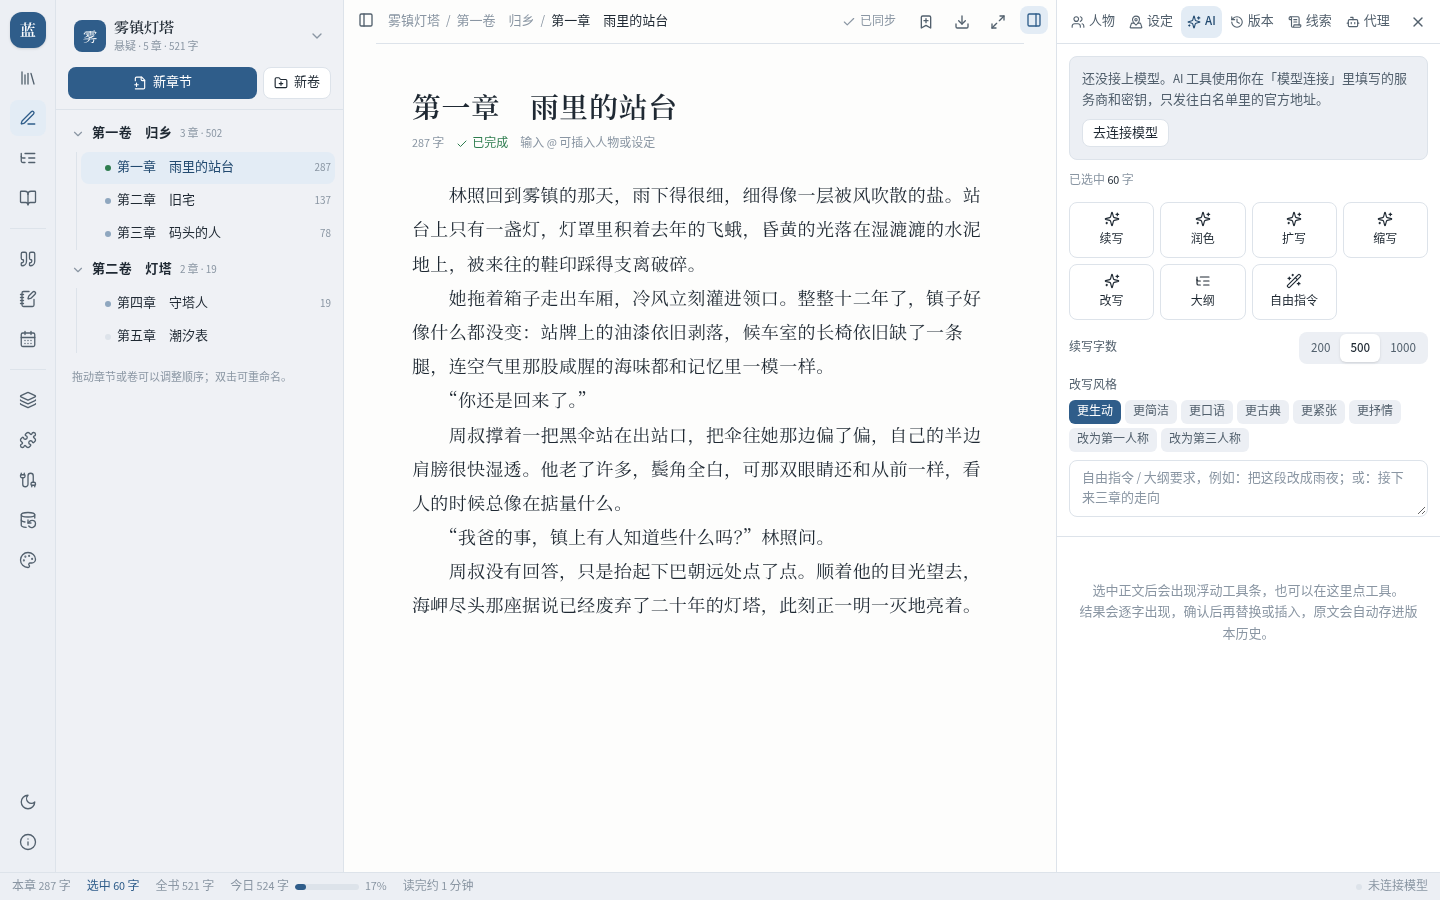 蓝
雾
雾镇灯塔
悬疑 · 5 章 · 521 字
新章节
新卷
第一卷　归乡 3 章 · 502
第一章　雨里的站台 287
第二章　旧宅 137
第三章　码头的人 78
第二卷　灯塔 2 章 · 19
第四章　守塔人 19
第五章　潮汐表
拖动章节或卷可以调整顺序；双击可重命名。
雾镇灯塔 / 第一卷　归乡 / 第一章　雨里的站台
已同步
第一章　雨里的站台
287 字 已完成 输入 @ 可插入人物或设定
林照回到雾镇的那天，雨下得很细，细得像一层被风吹散的盐。站
台上只有一盏灯，灯罩里积着去年的飞蛾，昏黄的光落在湿漉漉的水泥
地上，被来往的鞋印踩得支离破碎。
她拖着箱子走出车厢，冷风立刻灌进领口。整整十二年了，镇子好
像什么都没变：站牌上的油漆依旧剥落，候车室的长椅依旧缺了一条
腿，连空气里那股咸腥的海味都和记忆里一模一样。
“你还是回来了。”
周叔撑着一把黑伞站在出站口，把伞往她那边偏了偏，自己的半边
肩膀很快湿透。他老了许多，鬓角全白，可那双眼睛还和从前一样，看
人的时候总像在掂量什么。
“我爸的事，镇上有人知道些什么吗？”林照问。
周叔没有回答，只是抬起下巴朝远处点了点。顺着他的目光望去，
海岬尽头那座据说已经废弃了二十年的灯塔，此刻正一明一灭地亮着。
人物 设定 AI 版本 线索 代理
还没接上模型。AI 工具使用你在「模型连接」里填写的服
务商和密钥，只发往白名单里的官方地址。
去连接模型
已选中 60 字
续写 润色 扩写 缩写
改写 大纲 自由指令
续写字数 200 500 1000
改写风格
更生动 更简洁 更口语 更古典 更紧张 更抒情
改为第一人称 改为第三人称
自由指令 / 大纲要求，例如：把这段改成雨夜；或：接下
来三章的走向
选中正文后会出现浮动工具条，也可以在这里点工具。
结果会逐字出现，确认后再替换或插入，原文会自动存进版
本历史。
本章 287 字 选中 60 字 全书 521 字 今日 524 字 17% 读完约 1 分钟 未连接模型